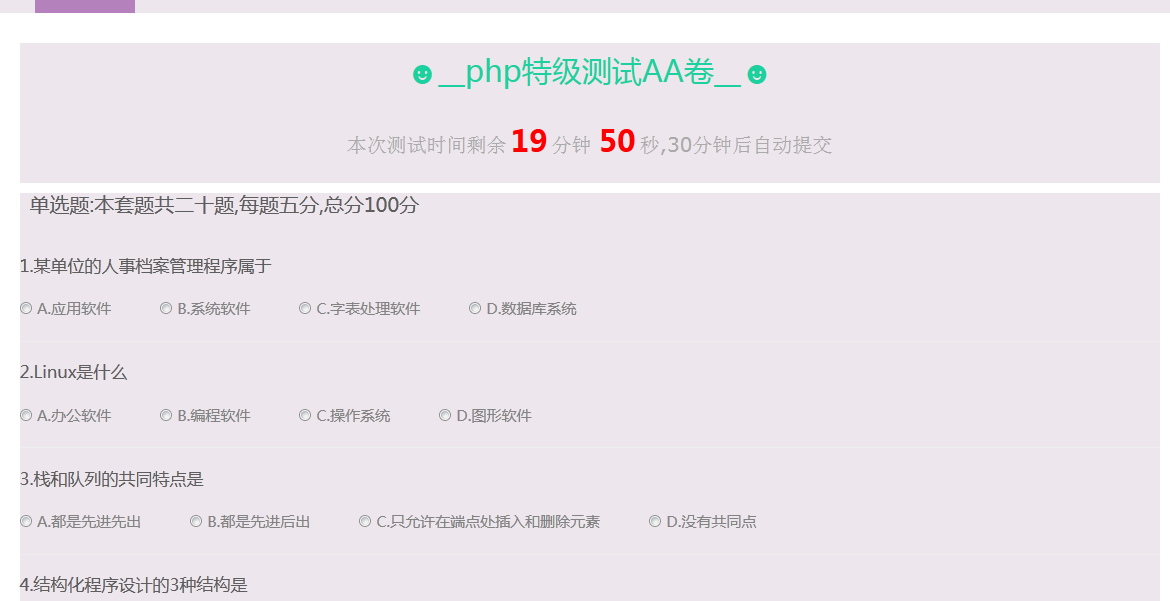 __php特级测试AA卷__
本次测试时间剩余 19 分钟 50 秒,30分钟后自动提交
单选题:本套题共二十题,每题五分,总分100分
1.某单位的人事档案管理程序属于
A.应用软件 B.系统软件 C.字表处理软件 D.数据库系统
2.Linux是什么
A.办公软件 B.编程软件 C.操作系统 D.图形软件
3.栈和队列的共同特点是
A.都是先进先出 B.都是先进后出 C.只允许在端点处插入和删除元素 D.没有共同点
4.结构化程序设计的3种结构是